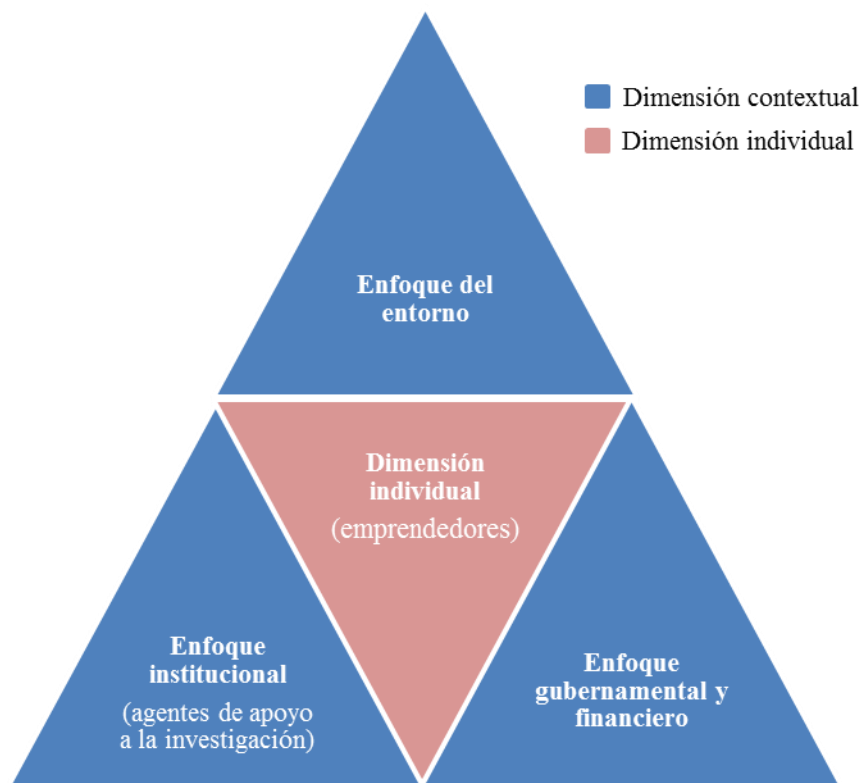 Dimensión contextual
Dimensión individual
Enfoque del
entorno
Dimensión
individual
(emprendedores)
Enfoque
institucional
(agentes de apoyo
a la investigación)
Enfoque
gubernamental y
financiero